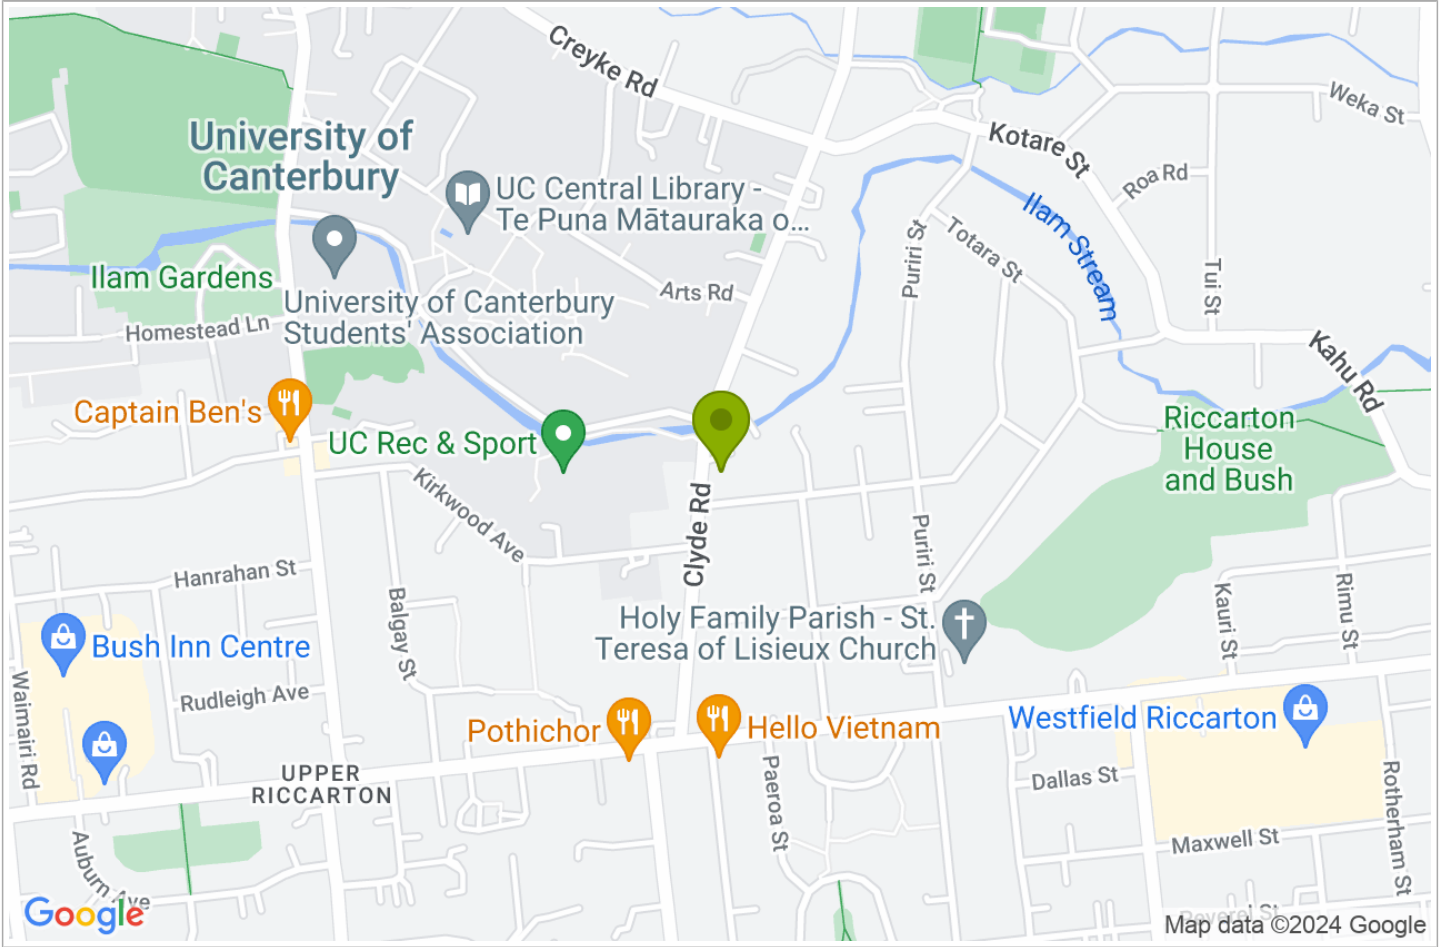 Creyke Rd
Weka St
University of
Canterbury
Kotare St
UC Central Library -
Te Puna Mātauraka o...
Roa Rd
Ilam Stream
Puriri St
Totara St
Tui St
Ilam Gardens
Arts Rd
University of Canterbury
Students' Association
Homestead Ln
Kahu Rd
Captain Ben's
UC Rec & Sport
Riccarton
House
and Bush
Kirkwood Ave
Clyde Rd
Puriri St
Hanrahan St
Balgay St
Kauri St
Rimu St
Holy Family Parish - St.
Teresa of Lisieux Church
Bush Inn Centre
Waimairi Rd
Rudleigh Ave
Pothichor
Hello Vietnam
Westfield Riccarton
UPPER
RICCARTON
Paeroa St
Dallas St
Rotherham St
Maxwell St
Auburn Ave
Google
Peverel St
Map data ©2024 Google